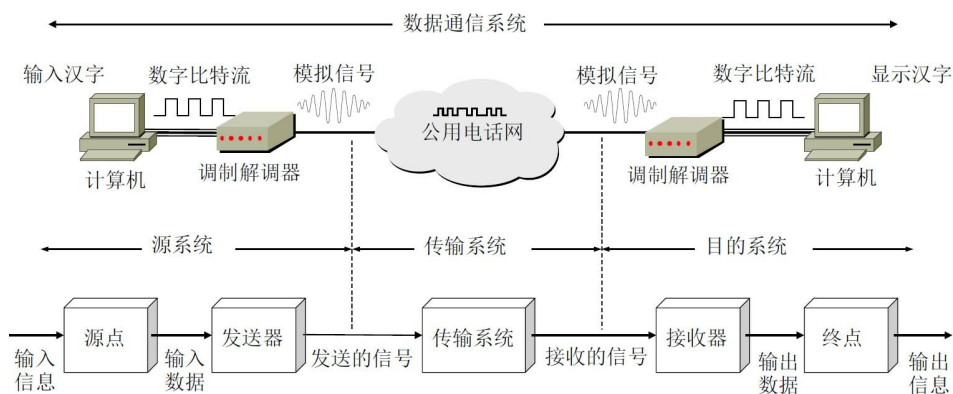 数据通信系统
输入汉字
数字比特流
模拟信号
模拟信号
数字比特流
显示汉字
公用电话网
计算机
调制解调器
调制解调器
计算机
源系统
传输系统
目的系统
源点
发送器
传输系统
接收器
终点
输入
信息
输入
数据
发送的信号
接收的信号
输出
数据
输出
信息